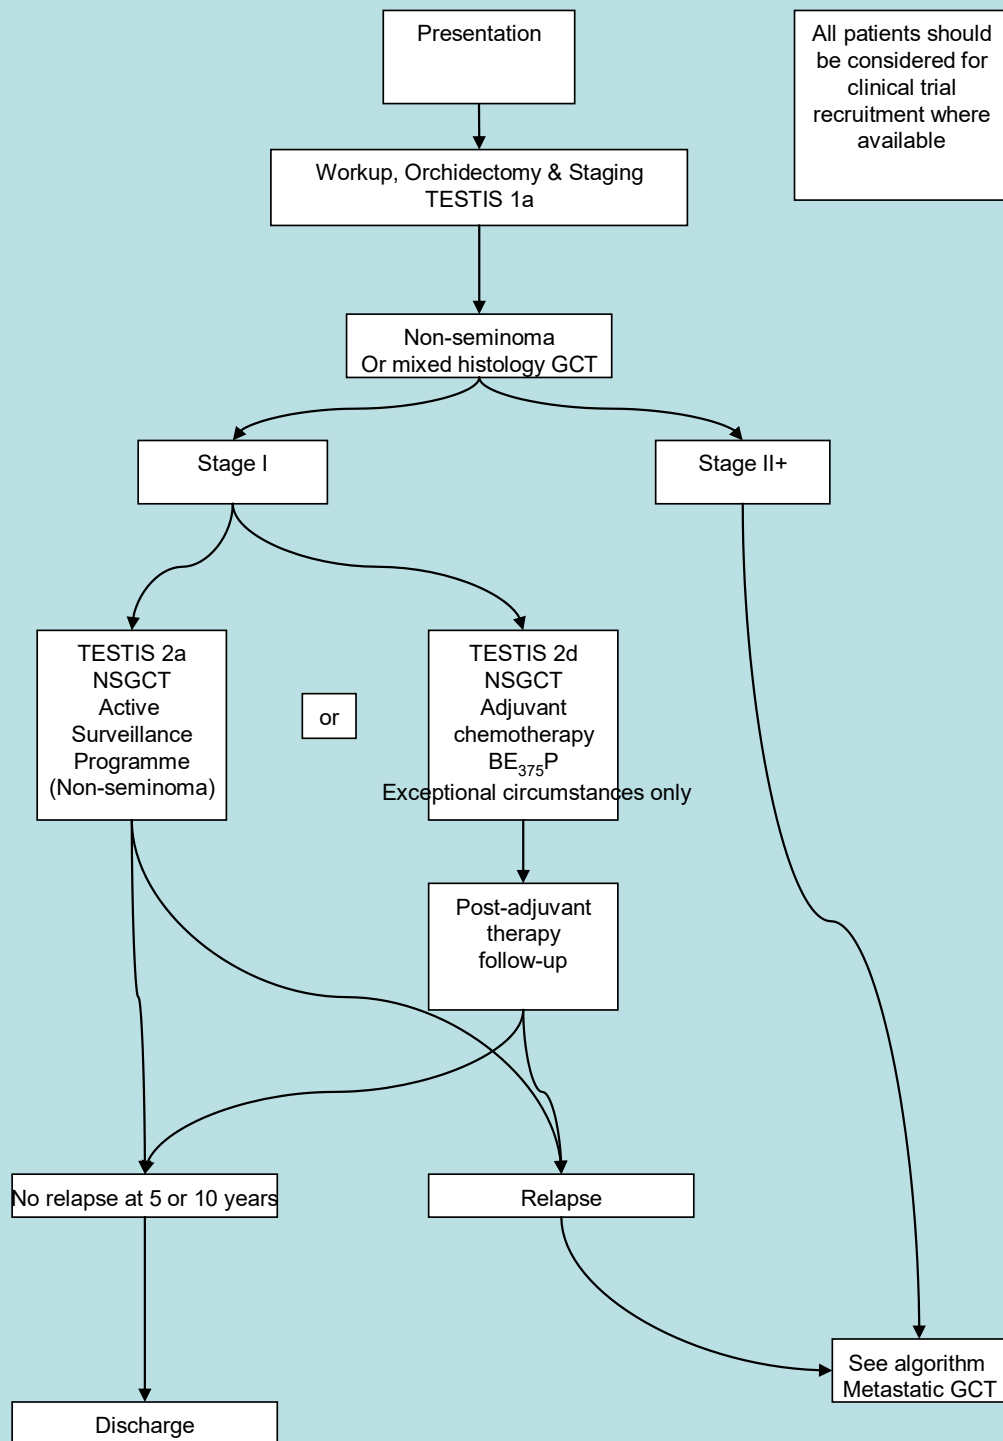 Presentation
All patients should
be considered for
clinical trial
recruitment where
available
Workup, Orchidectomy & Staging
TESTIS 1a
Non-seminoma
Or mixed histology GCT
Stage I
Stage II+
TESTIS 2a
NSGCT
Active
Surveillance
Programme
(Non-seminoma)
or
TESTIS 2d
NSGCT
Adjuvant
chemotherapy
BE375P
Exceptional circumstances only
Post-adjuvant
therapy
follow-up
No relapse at 5 or 10 years
Relapse
See algorithm
Metastatic GCT
Discharge